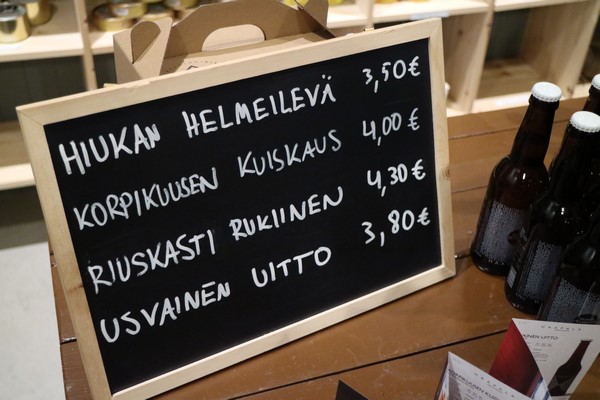 HIUKAN HELMEILEVÄ 3,50€
KORPIKUUSEN KUISKAUS 4,00€
RIUSKASTI RUKIINEN 4,30€
USVAINEN UITTO 3,80€